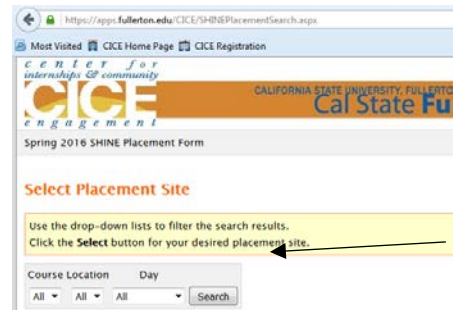 https://apps.fullerton.edu/CICE/SHINEPlacementSearch.aspx
Most Visited CICE Home Page CICE Registration
center for
internships & community
CICE
engagement
CALIFORNIA STATE UNIVERSITY, FULLERTO
Cal State Fu
Spring 2016 SHINE Placement Form
Select Placement Site
Use the drop-down lists to filter the search results.
Click the Select button for your desired placement site.
Course Location Day
All All All Search